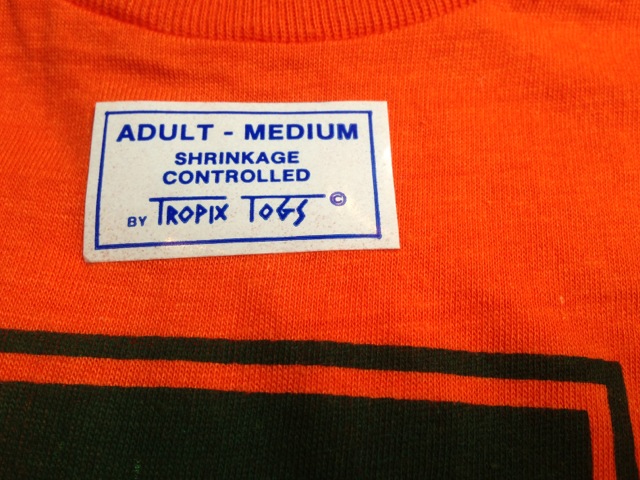 ADULT - MEDIUM
SHRINKAGE
CONTROLLED
BY TROPIX TOGS ©